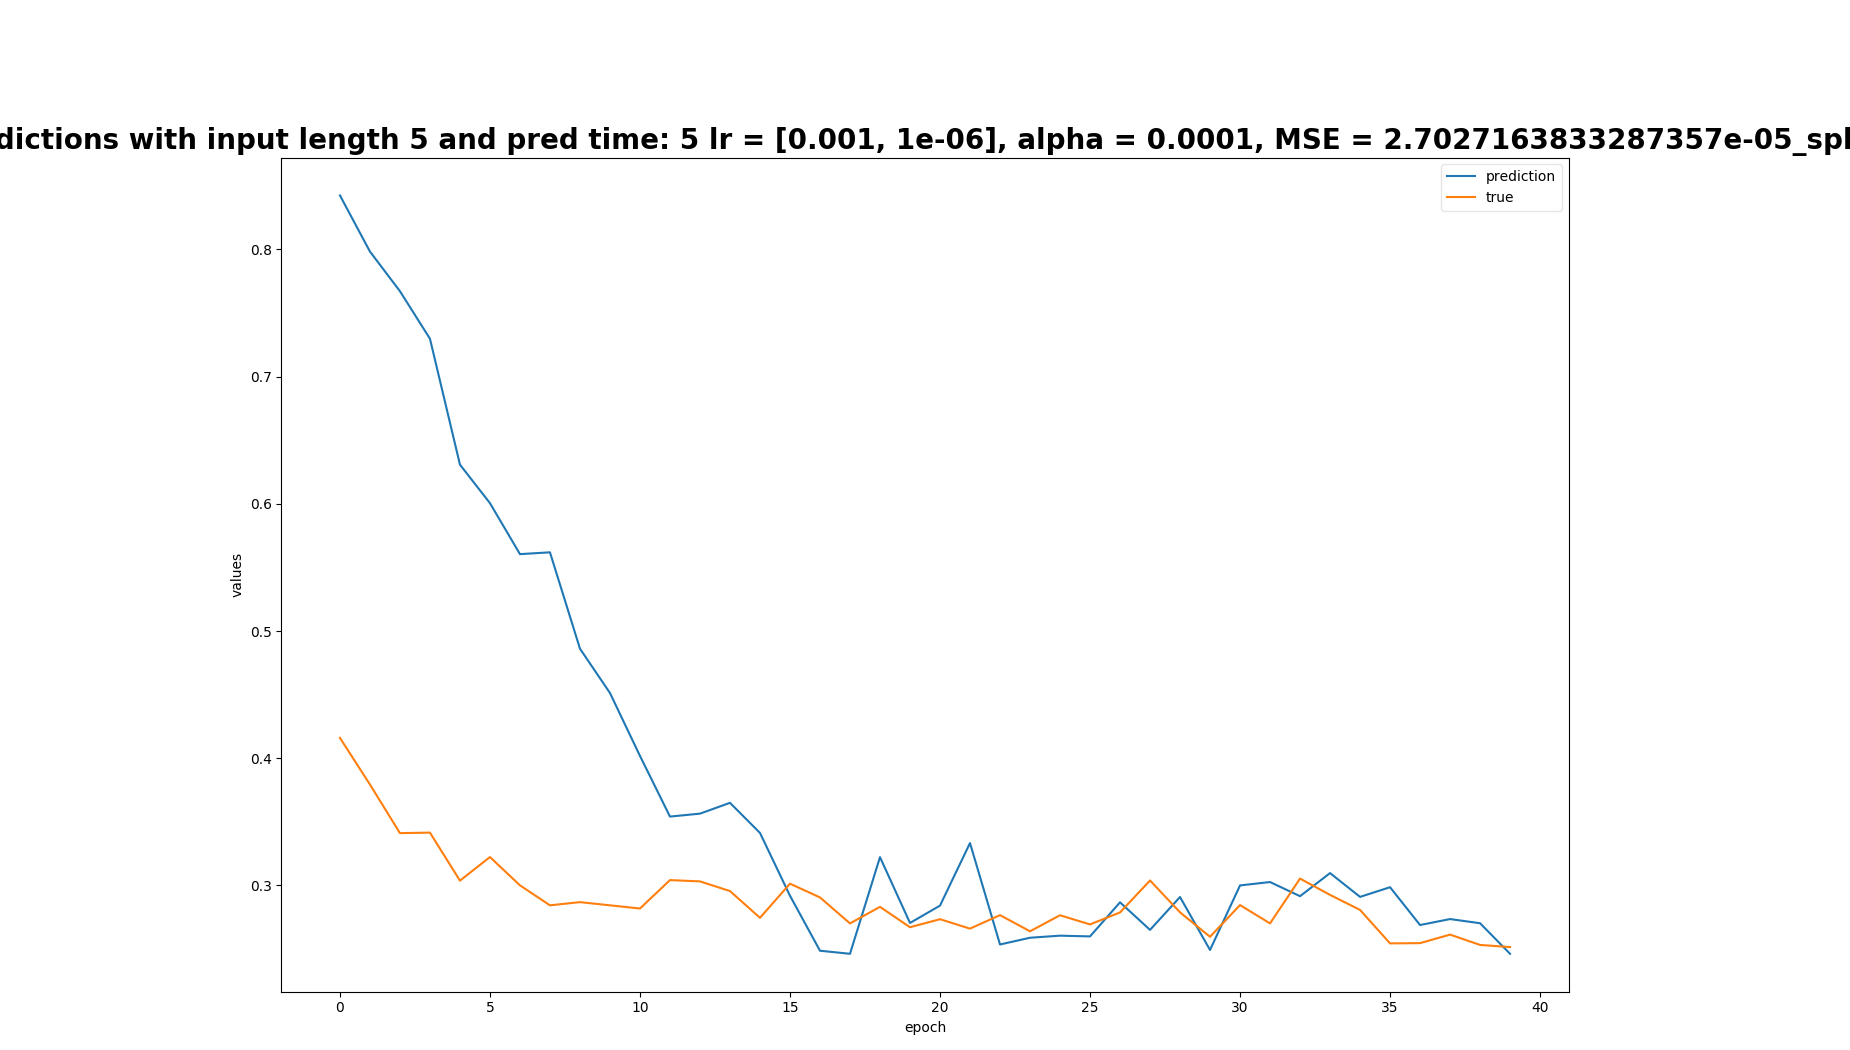 dictions with input length 5 and pred time: 5 lr = [0.001, 1e-06], alpha = 0.0001, MSE = 2.7027163833287357e-05_spl
prediction
true
0.8
0.7
0.6
0.5
0.4
0.3
values
0 5 10 15 20 25 30 35 40
epoch